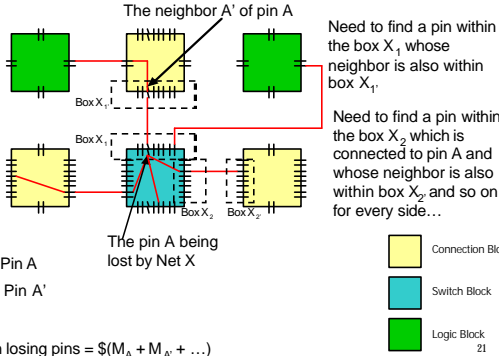 The neighbor A' of pin A
Need to find a pin within
the box X1 whose
neighbor is also within
box X1'
Need to find a pin within
the box X2 which is
connected to pin A and
whose neighbor is also
within box X2' and so on
for every side…
Box X1'
Box X1
Box X2
Box X2'
The pin A being
lost by Net X
Pin A
Pin A'
Connection Blo
Switch Block
Logic Block
losing pins = $(MA + MA' + …)
21